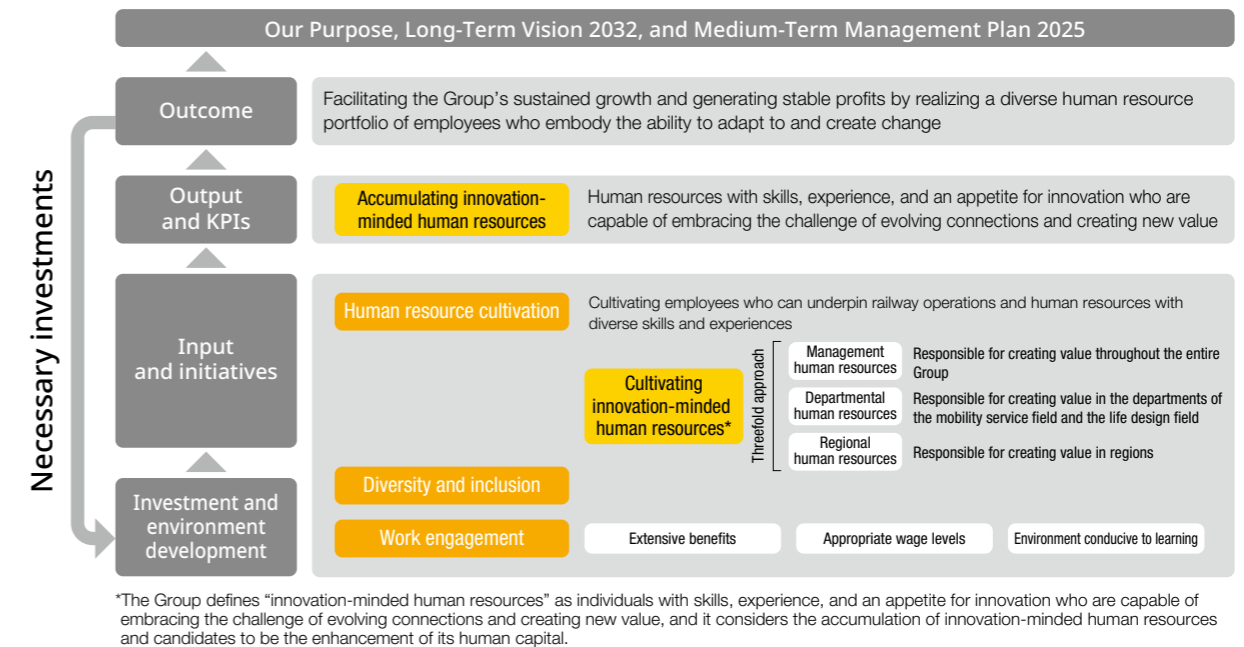 Our Purpose, Long-Term Vision 2032, and Medium-Term Management Plan 2025
Necessary investments
Outcome
Facilitating the Group's sustained growth and generating stable profits by realizing a diverse human resource
portfolio of employees who embody the ability to adapt to and create change
Output
and KPIs
Accumulating innovation-
minded human resources
Human resources with skills, experience, and an appetite for innovation who are
capable of embracing the challenge of evolving connections and creating new value
Input
and initiatives
Human resource cultivation
Cultivating employees who can underpin railway operations and human resources with
diverse skills and experiences
Cultivating
innovation-minded
human resources*
Threefold approach
Management
human resources
Responsible for creating value throughout the entire
Group
Departmental
human resources
Responsible for creating value in the departments of
the mobility service field and the life design field
Regional
human resources
Responsible for creating value in regions
Diversity and inclusion
Investment and
environment
development
Work engagement
Extensive benefits
Appropriate wage levels
Environment conducive to learning
*The Group defines “innovation-minded human resources” as individuals with skills, experience, and an appetite for innovation who are capable of
embracing the challenge of evolving connections and creating new value, and it considers the accumulation of innovation-minded human resources
and candidates to be the enhancement of its human capital.